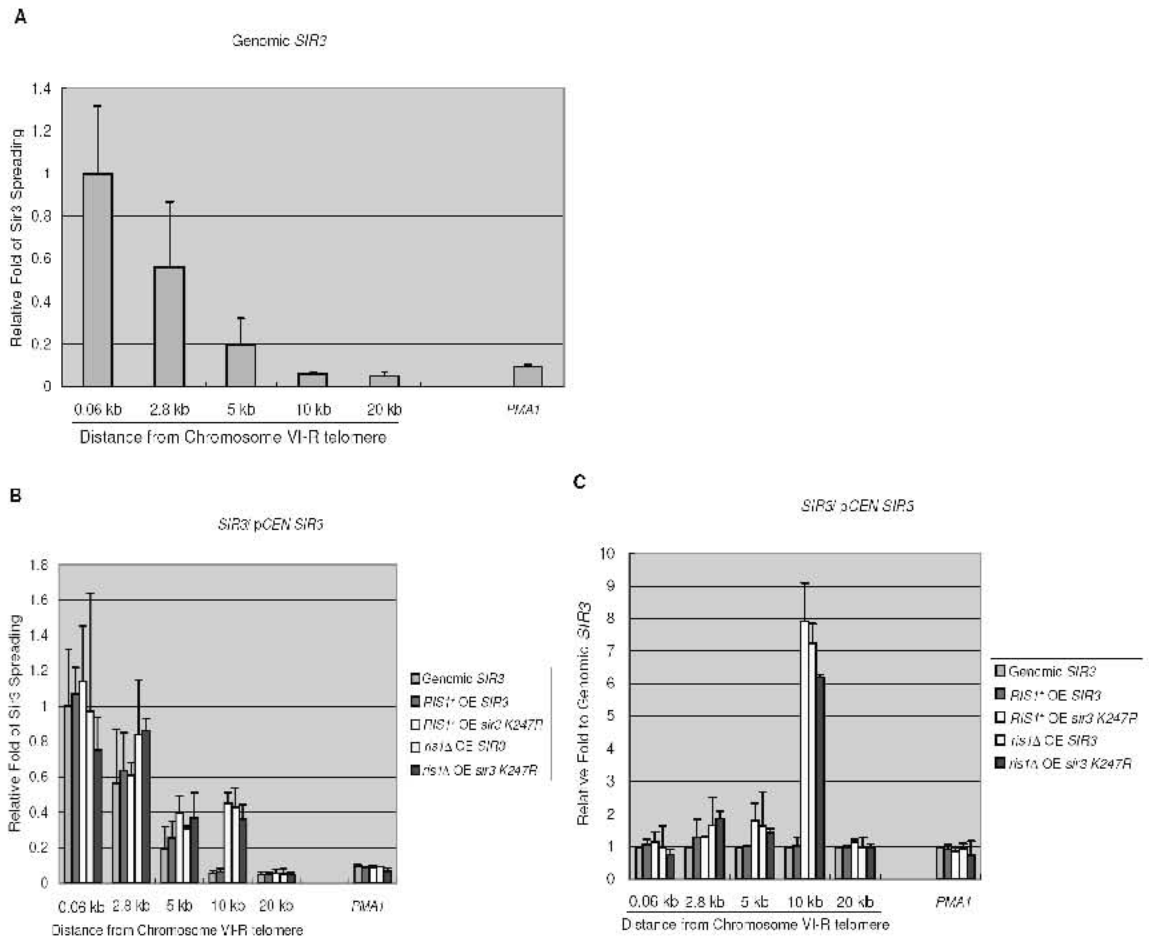 A
Genomic SIR3
Relative Fold of Sir3 Spreading
1.4
1.2
1
0.8
0.6
0.4
0.2
0
0.06 kb 2.8 kb 5 kb 10 kb 20 kb PMA1
Distance from Chromosome VI-R telomere
B
SIR3/ pCEN SIR3
Relative Fold of Sir3 Spreading
1.8
1.6
1.4
1.2
1
0.8
0.6
0.4
0.2
0
0.06 kb 2.8 kb 5 kb 10 kb 20 kb PMA1
Distance from Chromosome VI-R telomere
Genomic SIR3
RIS1+ OE SIR3
RIS1+ OE sir3 K247R
ris1Δ OE SIR3
ris1Δ OE sir3 K247R
C
SIR3/ pCEN SIR3
Relative Fold to Genomic SIR3
10
9
8
7
6
5
4
3
2
1
0
0.06 kb 2.8 kb 5 kb 10 kb 20 kb PMA1
Distance from Chromosome VI-R telomere
Genomic SIR3
RIS1+ OE SIR3
RIS1+ OE sir3 K247R
ris1Δ OE SIR3
ris1Δ OE sir3 K247R